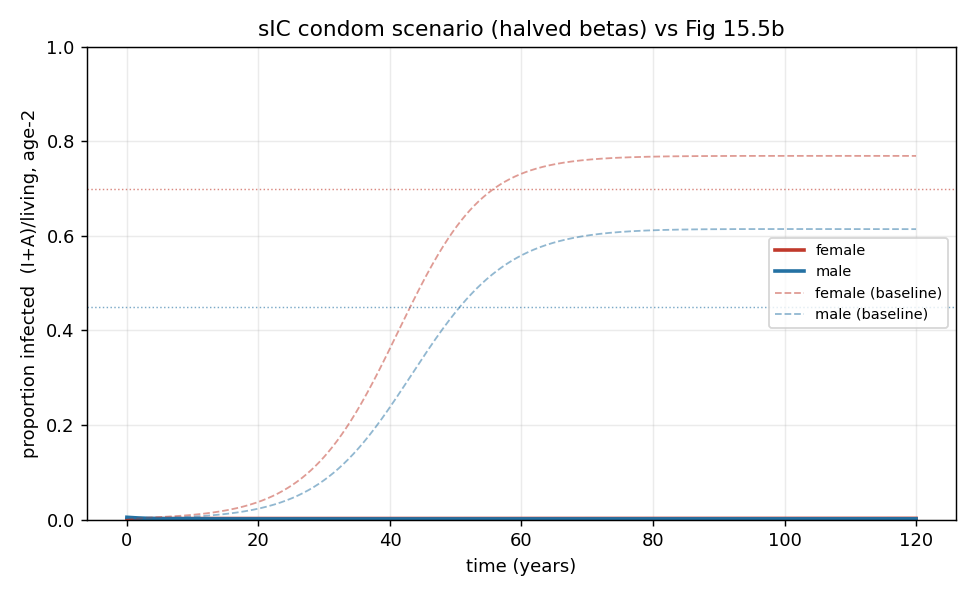 sIC condom scenario (halved betas) vs Fig 15.5b
proportion infected  (I+A)/living, age-2
1.0
0.8
0.6
0.4
0.2
0.0
female
male
female (baseline)
male (baseline)
0 20 40 60 80 100 120
time (years)